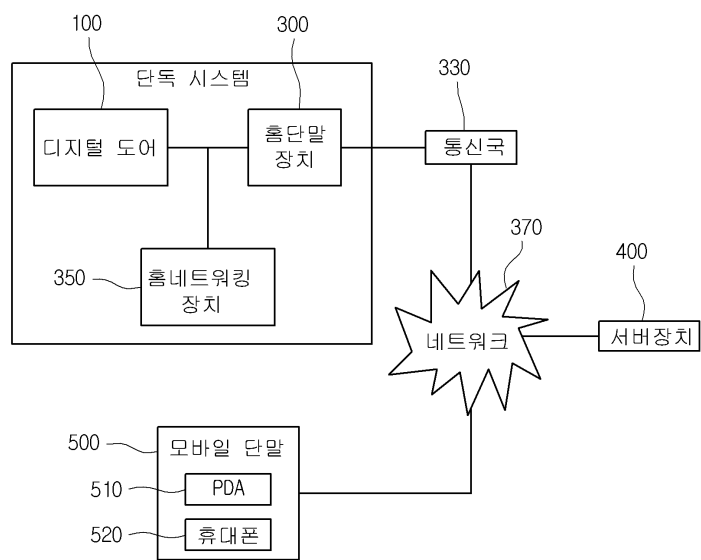 100
300
330
단독 시스템
디지털 도어
홈단말
장치
통신국
350
홈네트워킹
장치
370
400
네트워크
서버장치
500
모바일 단말
510
PDA
520
휴대폰